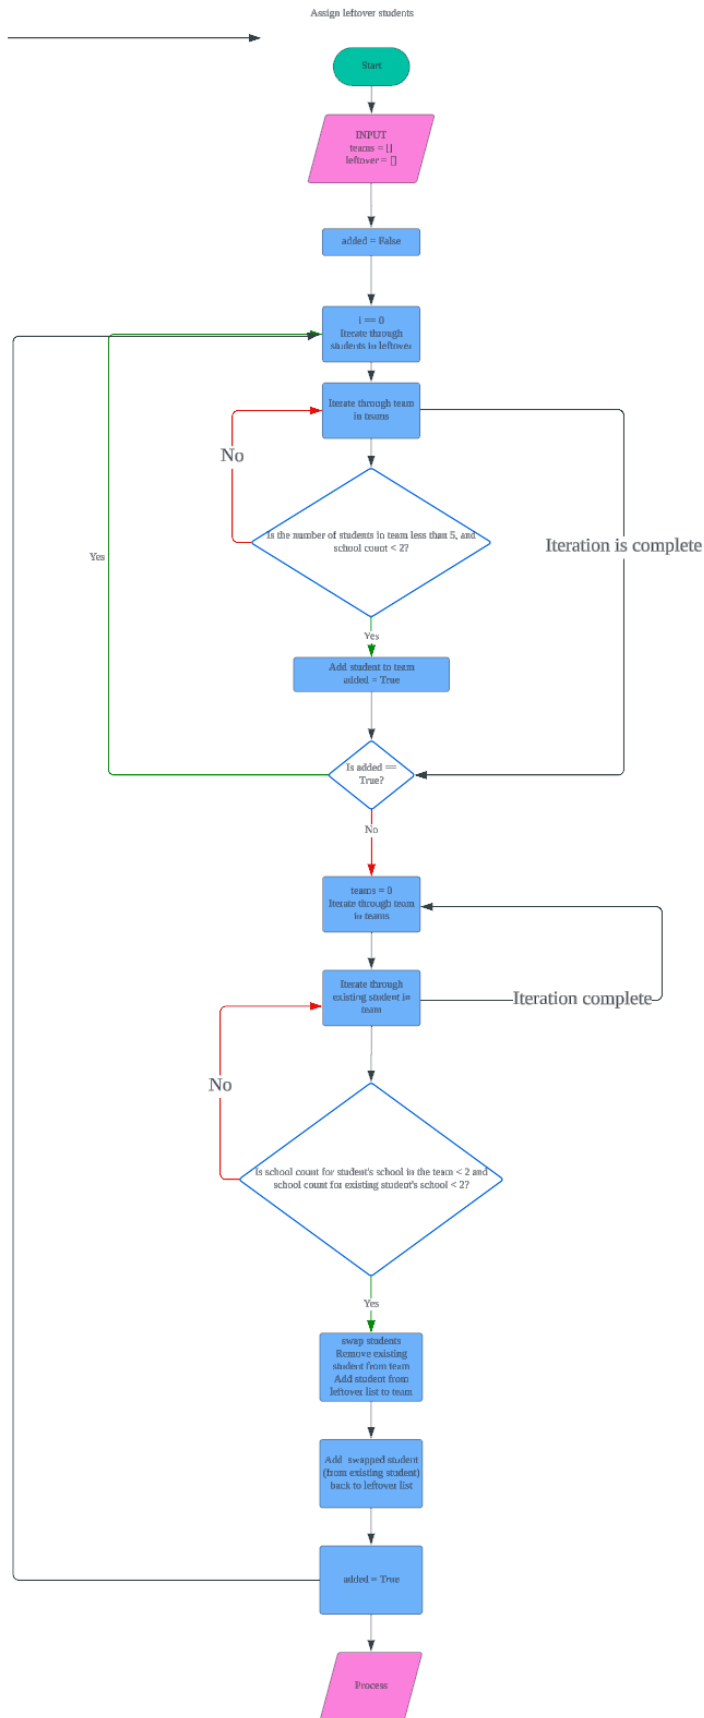 Assign leftover students
Start
INPUT
teams = []
leftover = []
added = False
i == 0
Iterate through
students in leftover
Iterate through team
in teams
No
Is the number of students in team less than 5, and
school count < 2?
Iteration is complete
Yes
Yes
Add student to team
added = True
Is added ==
True?
No
teams = 0
Iterate through team
in teams
Iterate through
existing student in
team
Iteration complete
No
Is school count for student's school in the team < 2 and
school count for existing student's school < 2?
Yes
swap students
Remove existing
student from team
Add student from
leftover list to team
Add swapped student
(from existing student)
back to leftover list
added = True
Process